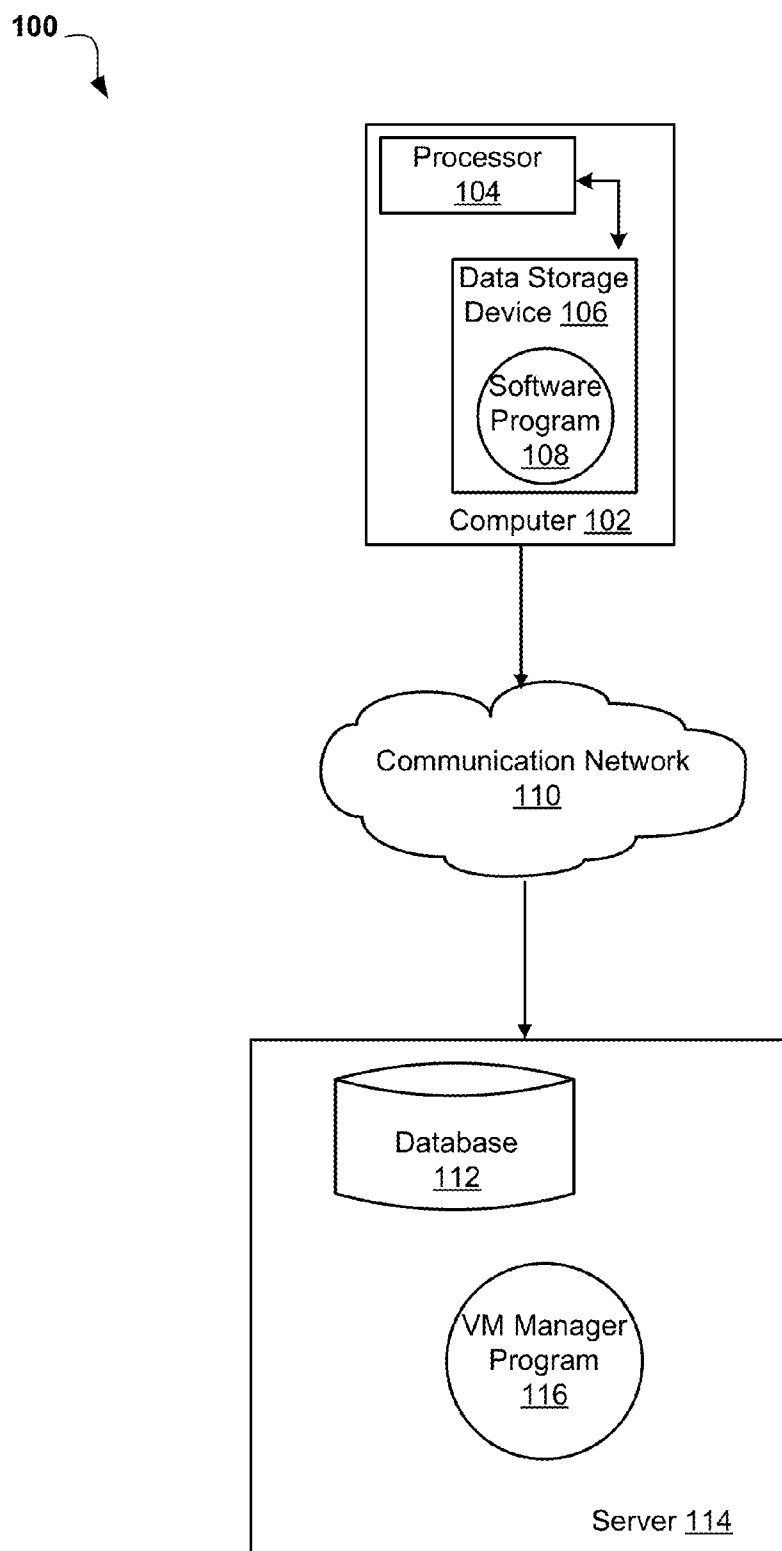 100
Processor
104
Data Storage
Device 106
Software
Program
108
Computer 102
Communication Network
110
Database
112
VM Manager
Program
116
Server 114